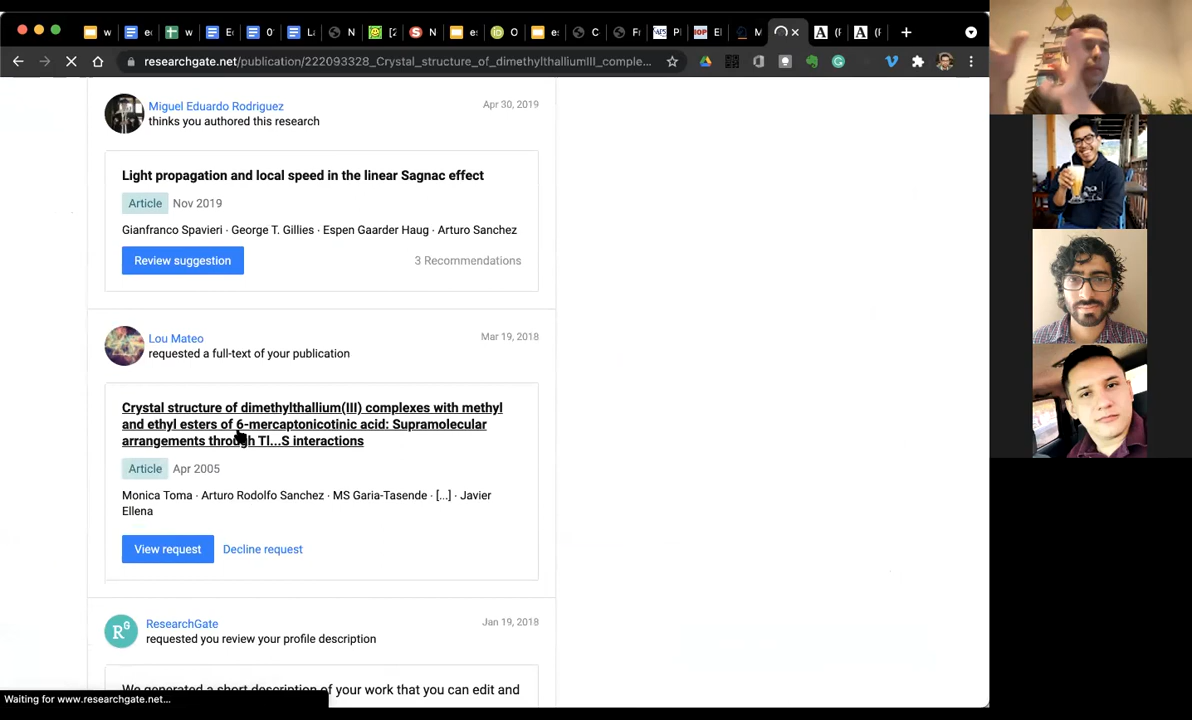 researchgate.net/publication/222093328_Crystal_structure_of_dimethylthalliumIII_comple...
Miguel Eduardo Rodriguez
Apr 30, 2019
thinks you authored this research
Light propagation and local speed in the linear Sagnac effect
Article Nov 2019
Gianfranco Spavieri · George T. Gillies · Espen Gaarder Haug · Arturo Sanchez
Review suggestion
3 Recommendations
Lou Mateo
Mar 19, 2018
requested a full-text of your publication
Crystal structure of dimethylthallium(III) complexes with methyl
and ethyl esters of 6-mercaptonicotinic acid: Supramolecular
arrangements through Tl...S interactions
Article Apr 2005
Monica Toma · Arturo Rodolfo Sanchez · MS Garia-Tasende · [...] · Javier
Ellena
View request
Decline request
ResearchGate
Jan 19, 2018
requested you review your profile description
We generated a short description of your work that you can edit and
Waiting for www.researchgate.net...